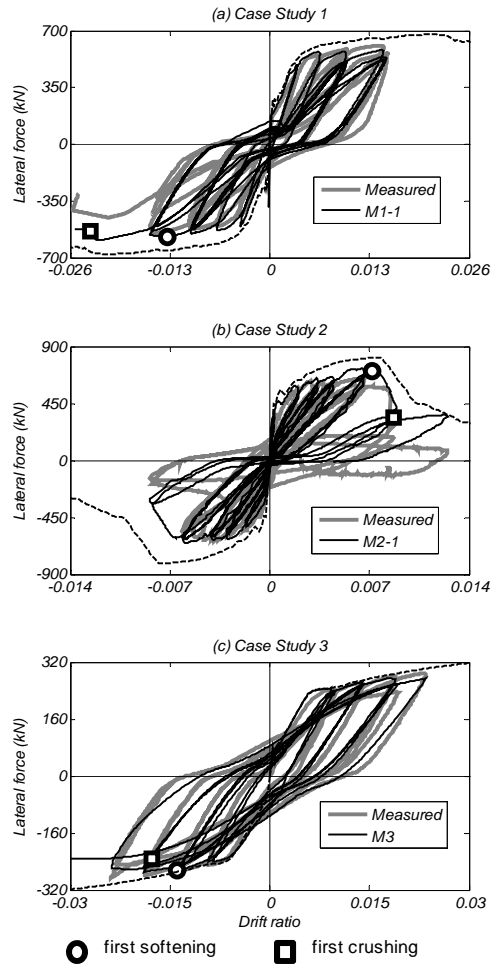 (a) Case Study 1
Lateral force (kN)
700
350
0
-350
-700
Measured
M1-1
-0.026 -0.013 0 0.013 0.026
(b) Case Study 2
Lateral force (kN)
900
450
0
-450
-900
Measured
M2-1
-0.014 -0.007 0 0.007 0.014
(c) Case Study 3
Lateral force (kN)
320
160
0
-160
-320
Measured
M3
-0.03 -0.015 0 0.015 0.03
Drift ratio
first softening first crushing